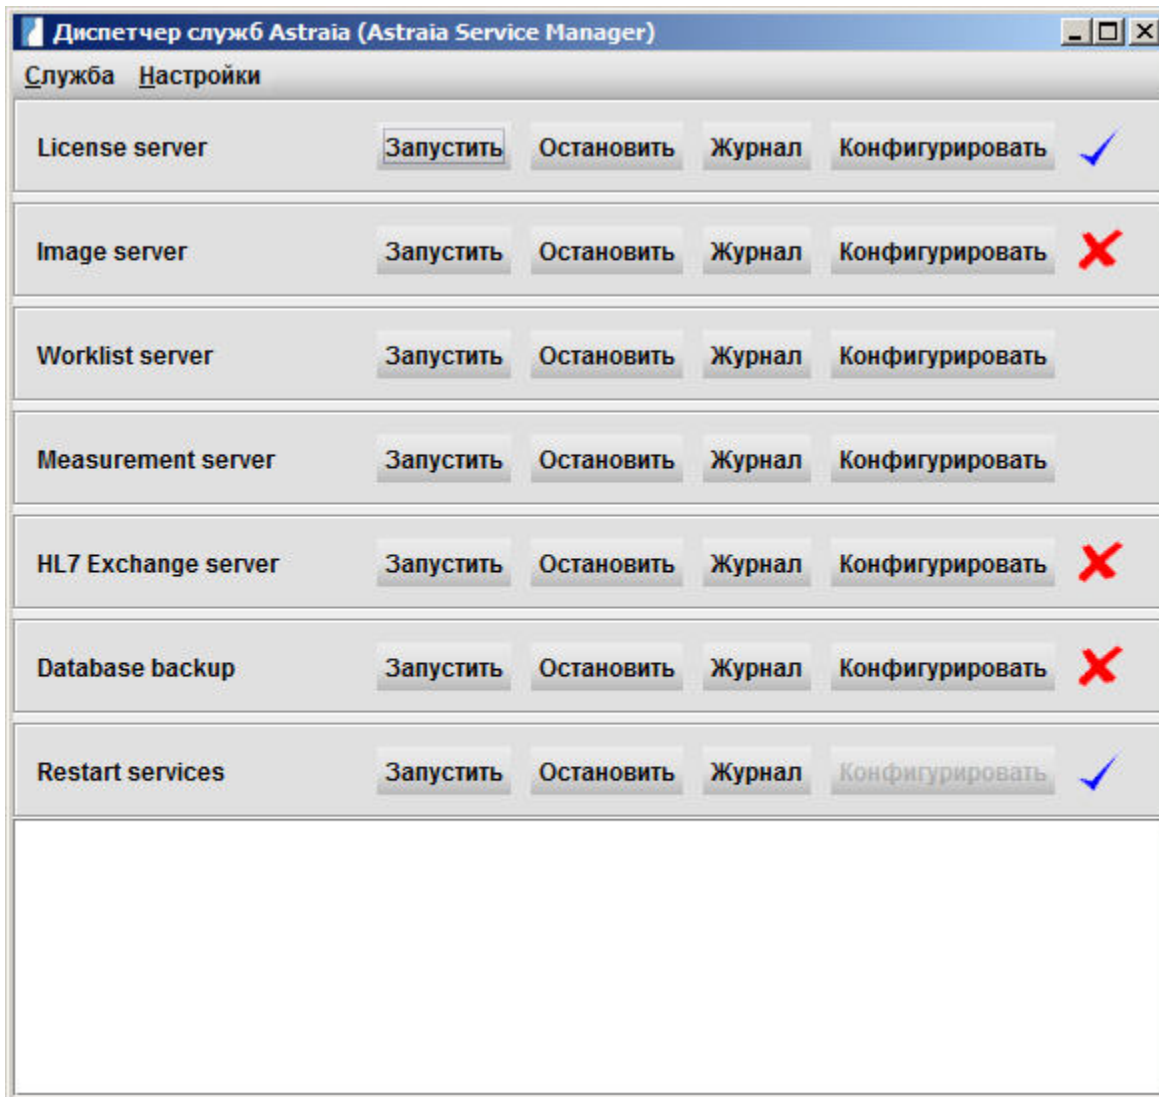 Диспетчер служб Astraia (Astraia Service Manager)
Служба Настройки
License server Запустить Остановить Журнал Конфигурировать
Image server Запустить Остановить Журнал Конфигурировать
Worklist server Запустить Остановить Журнал Конфигурировать
Measurement server Запустить Остановить Журнал Конфигурировать
HL7 Exchange server Запустить Остановить Журнал Конфигурировать
Database backup Запустить Остановить Журнал Конфигурировать
Restart services Запустить Остановить Журнал Конфигурировать